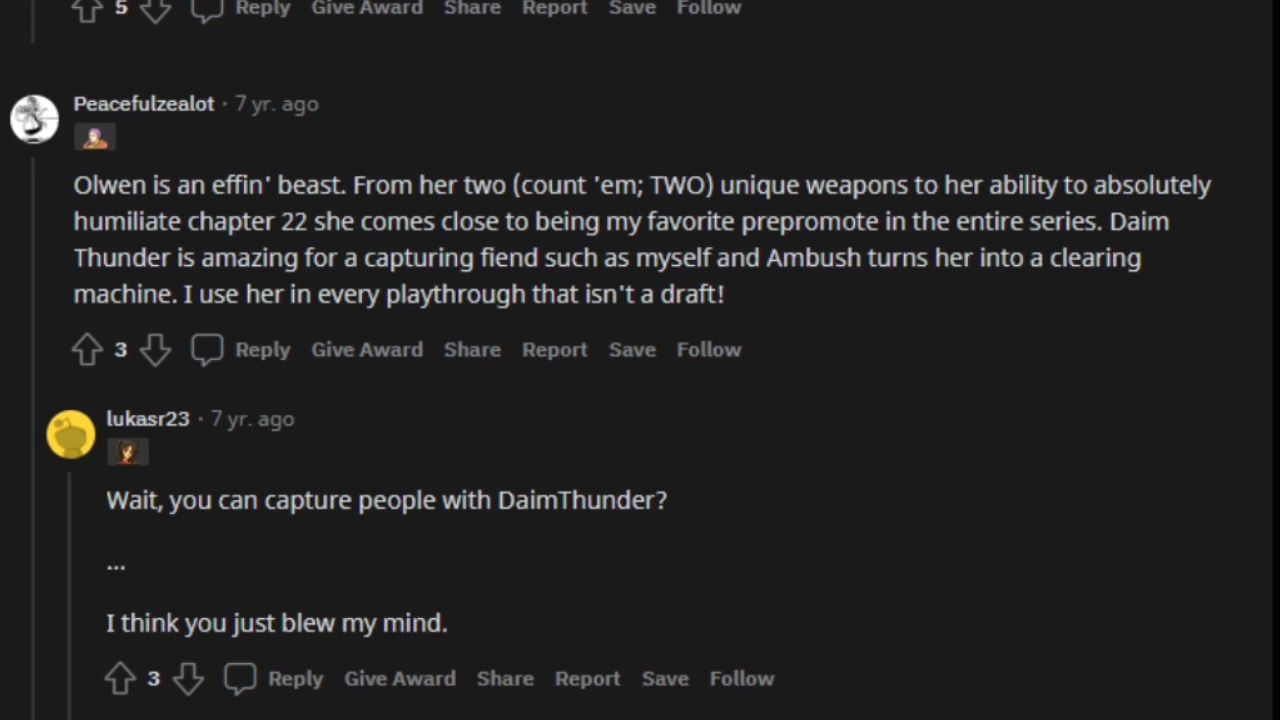 5 Reply Give Award Share Report Save Follow
Peacefulzealot · 7 yr. ago
Olwen is an effin' beast. From her two (count 'em; TWO) unique weapons to her ability to absolutely
humiliate chapter 22 she comes close to being my favorite prepromote in the entire series. Daim
Thunder is amazing for a capturing fiend such as myself and Ambush turns her into a clearing
machine. I use her in every playthrough that isn't a draft!
3 Reply Give Award Share Report Save Follow
lukasr23 · 7 yr. ago
Wait, you can capture people with DaimThunder?
...
I think you just blew my mind.
3 Reply Give Award Share Report Save Follow